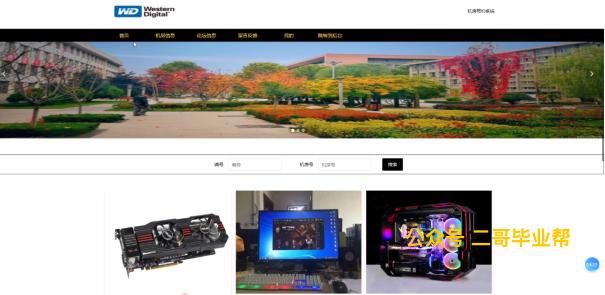 WD Western Digital
机房预约系统
首页 机房信息 论坛信息 留言反馈 我的 跳转到后台
编号 编号 机房号 机房号 搜索
公众号 二哥毕业帮